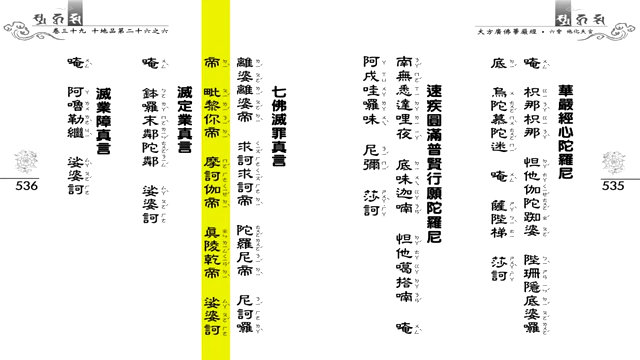 大方廣佛華嚴經・六會 他化天宮
535
華嚴經心陀羅尼
唵 枳那枳那 怛他伽陀踟婆 陛珊隱底婆羅
底 烏陀慕陀迷 唵 薩陛梯 莎訶
速疾圓滿普賢行願陀羅尼
南無悉達哩夜 底味迦喃 怛他噶搭喃 唵
阿戌哇囉味 尼彌 莎訶
卷三十九・十地品第二十六之六
536
七佛滅罪真言
離婆離婆帝 求訶求訶帝 陀羅尼帝 尼訶囉
帝 毗黎你帝 摩訶伽帝 真陵乾帝 娑婆訶
滅定業真言
唵 鉢囉末鄰陀鄰 娑婆訶
滅業障真言
唵 阿嚕勒繼 娑婆訶